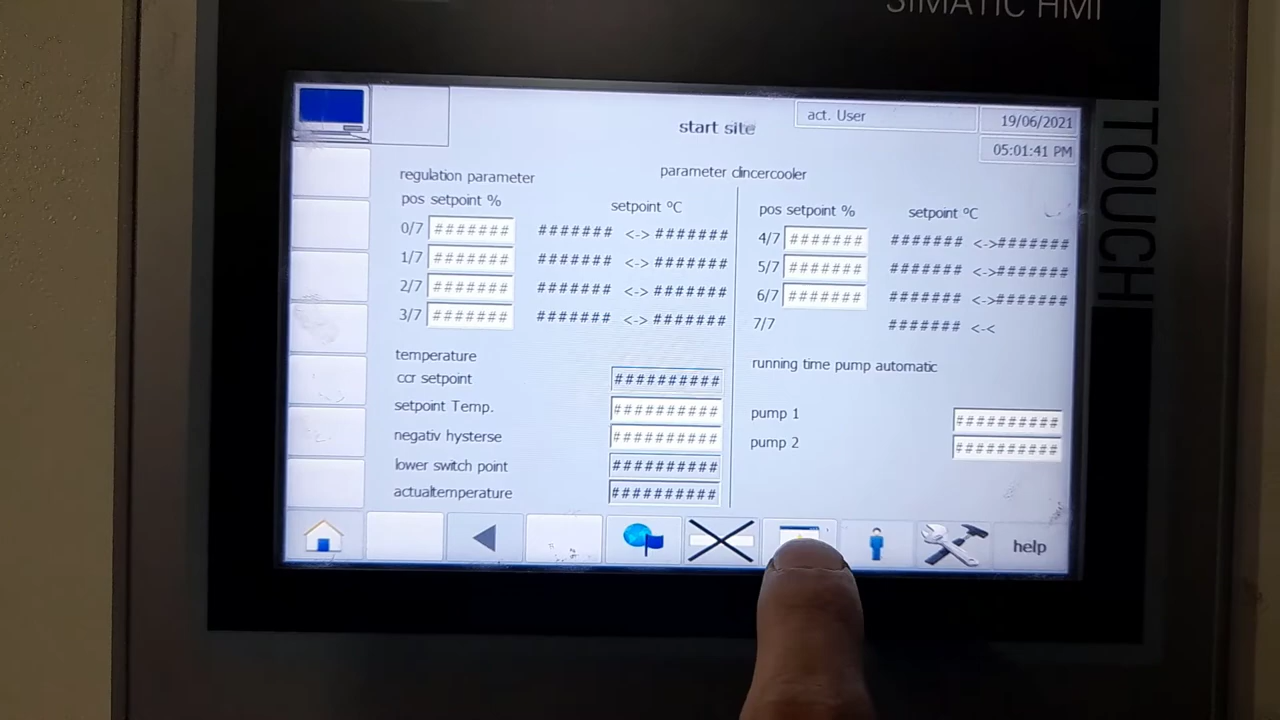 SIMATIC HMI
TOUCH
start site
act. User
19/06/2021
05:01:41 PM
regulation parameter
parameter clincercooler
pos setpoint %
setpoint °C
0/7 ####### ####### <-> #######
1/7 ####### ####### <-> #######
2/7 ####### ####### <-> #######
3/7 ####### ####### <-> #######
pos setpoint %
setpoint °C
4/7 ####### ####### <->#######
5/7 ####### ####### <->#######
6/7 ####### ####### <->#######
7/7 ####### <-<
temperature
ccr setpoint ##########
setpoint Temp. ##########
negativ hysterse ##########
lower switch point ##########
actualtemperature ##########
running time pump automatic
pump 1 ##########
pump 2 ##########
help